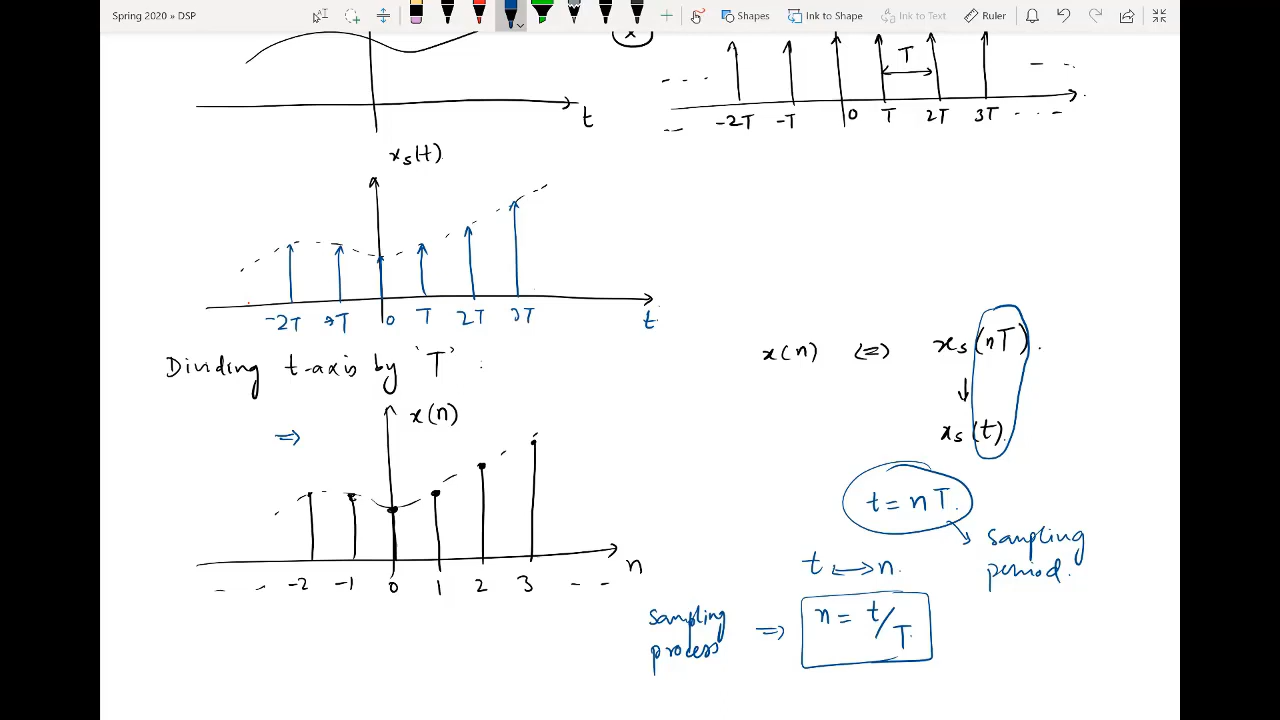 Spring 2020 » DSP
Shapes
Ink to Shape
Ink to Text
Ruler
x
T
t
-2T -T 0 T 2T 3T
xs(t)
-2T -T 0 T 2T 3T t
Dividing t-axis by 'T' :
x(n) <=> xs(nT).
↓
xs(t)
⇒
x(n)
-2 -1 0 1 2 3 n
t = nT.
sampling
period.
t ↔ n.
sampling
process
⇒ n = t/T.